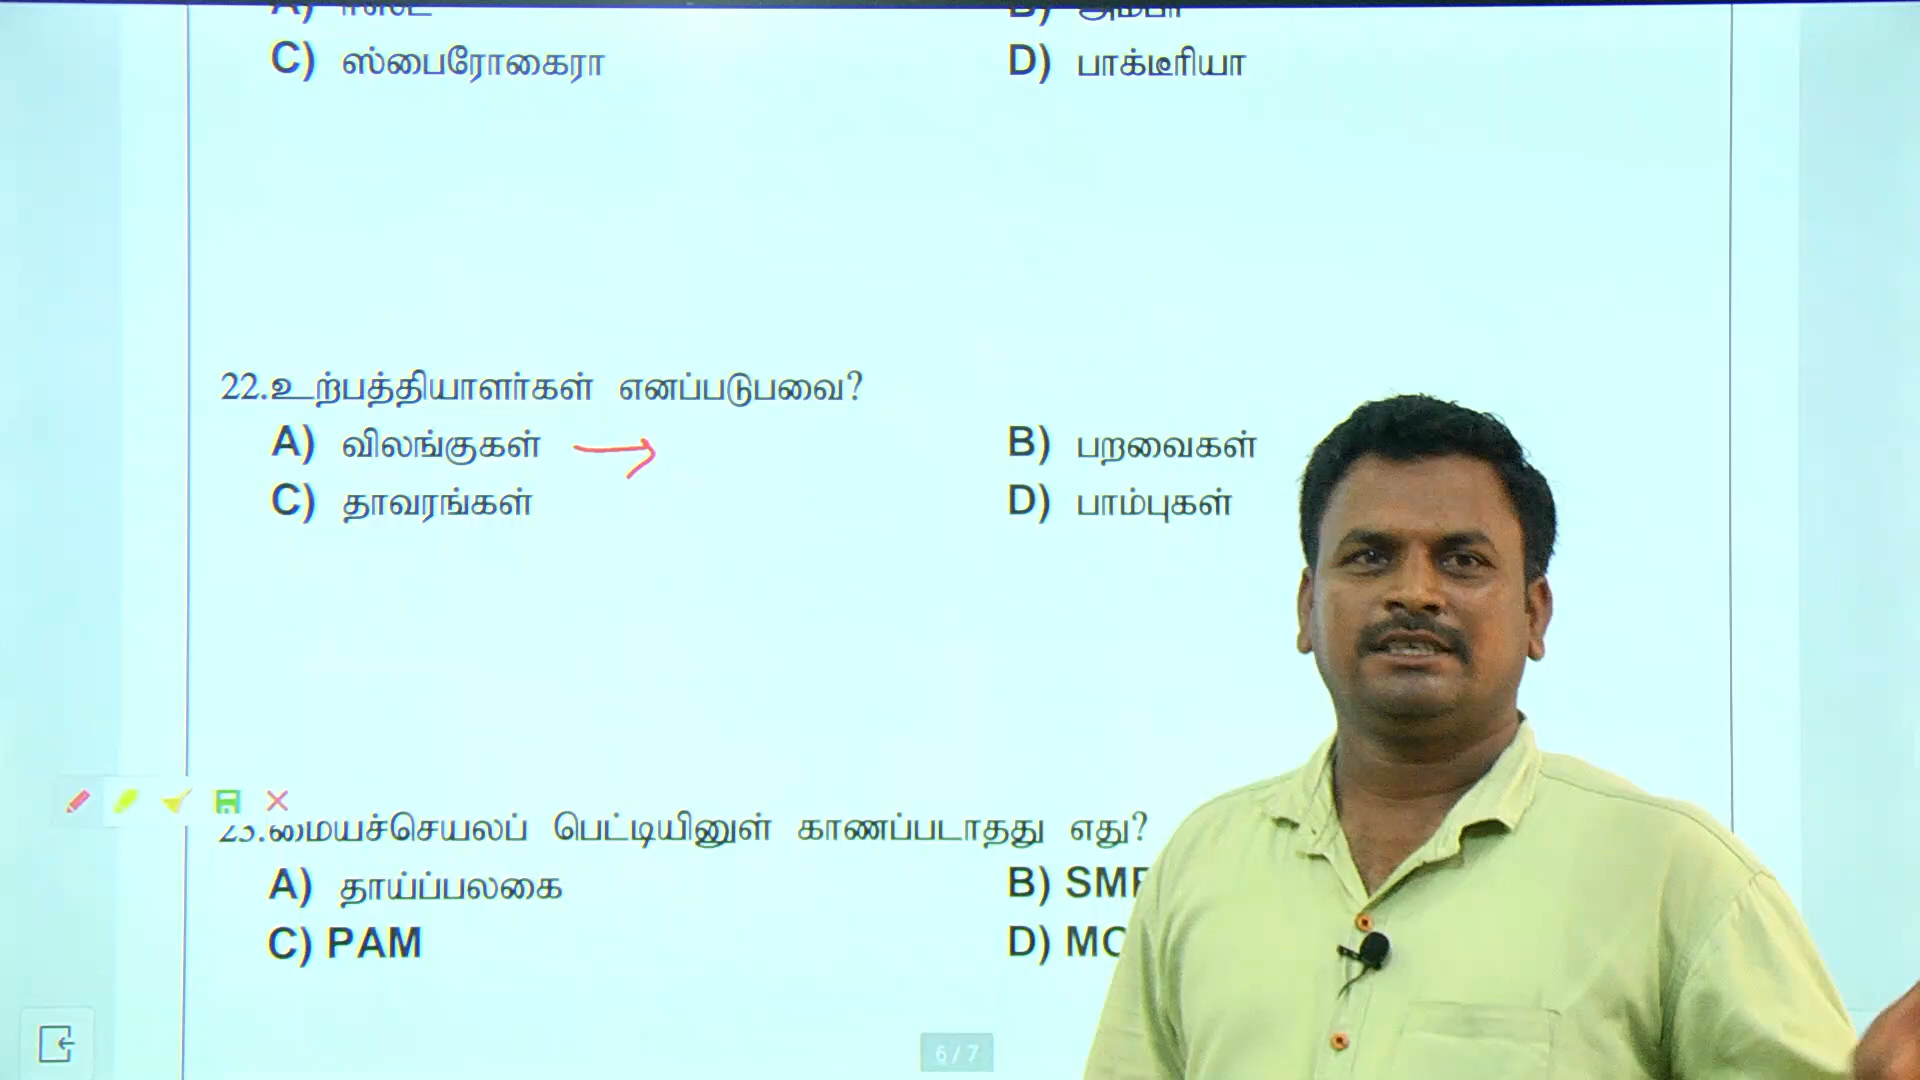 C) ஸ்பைரோகைரா
D) பாக்டீரியா
22.உற்பத்தியாளர்கள் எனப்படுபவை?
A) விலங்குகள்
B) பறவைகள்
C) தாவரங்கள்
D) பாம்புகள்
23.மையச்செயலப் பெட்டியினுள் காணப்படாதது எது?
A) தாய்ப்பலகை
B)
C) PAM
D)
6 / 7